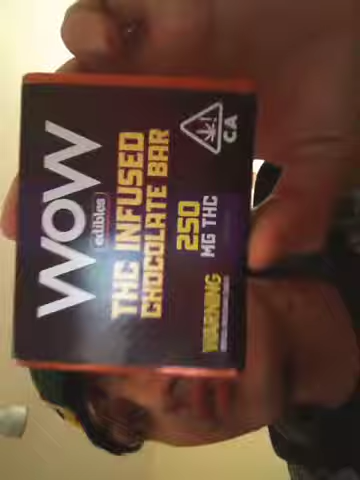 WOW
edibles
THC INFUSED
CHOCOLATE BAR
250
MG THC
CA
WARNING